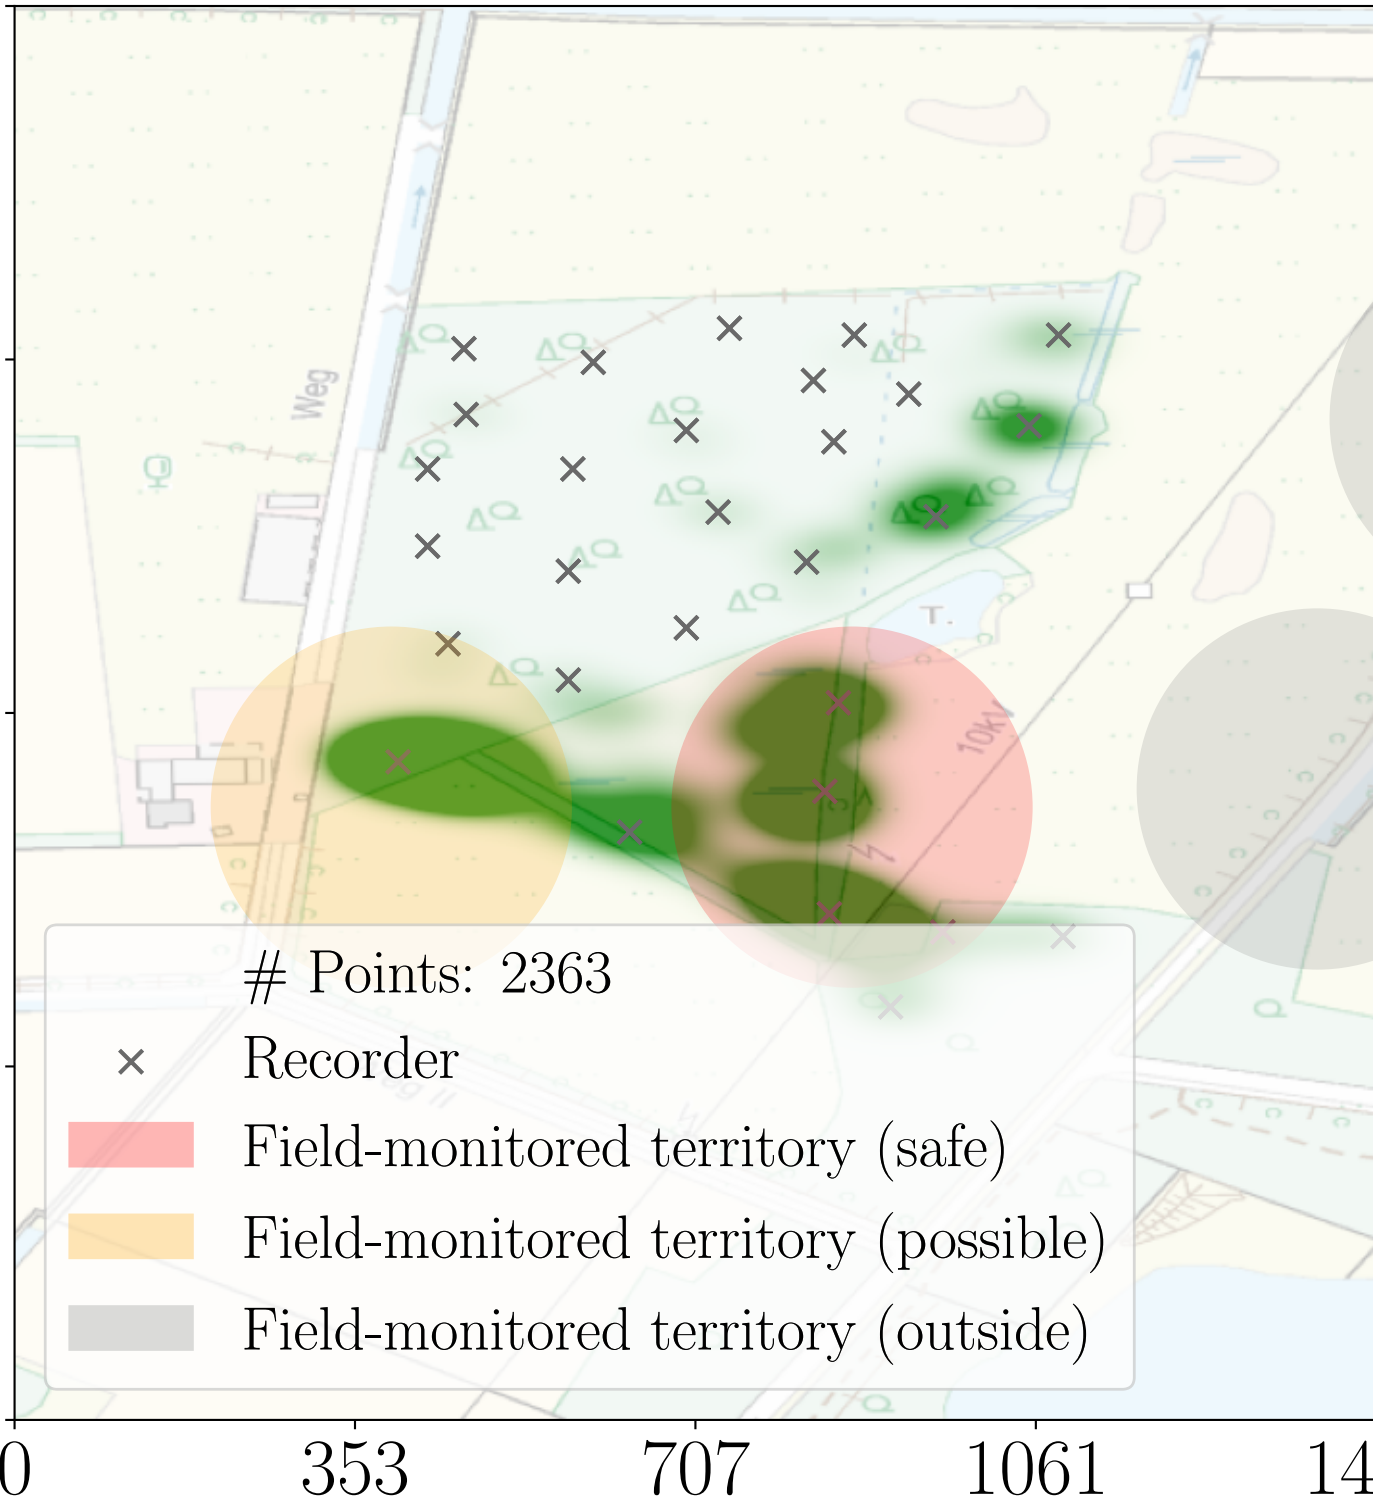 Weg
T.
10kV
# Points: 2363
Recorder
Field-monitored territory (safe)
Field-monitored territory (possible)
Field-monitored territory (outside)
0 353 707 1061 14